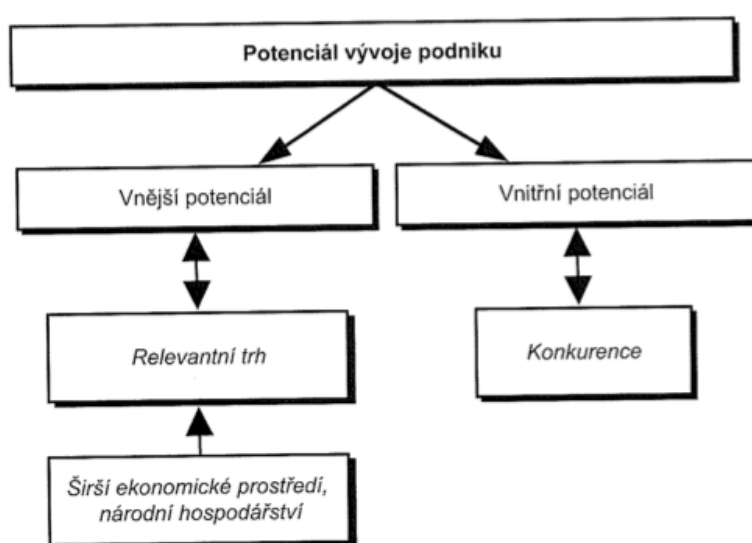 Potenciál vývoje podniku
Vnější potenciál
Vnitřní potenciál
Relevantní trh
Konkurence
Širší ekonomické prostředí,
národní hospodářství